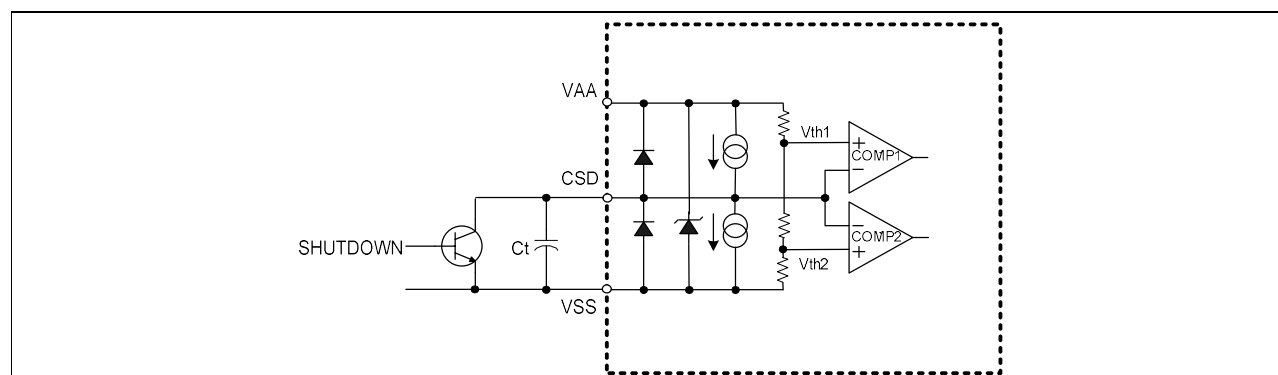 VAA
Vth1
+
COMP1
−
CSD
−
SHUTDOWN
Ct
COMP2
+
Vth2
VSS